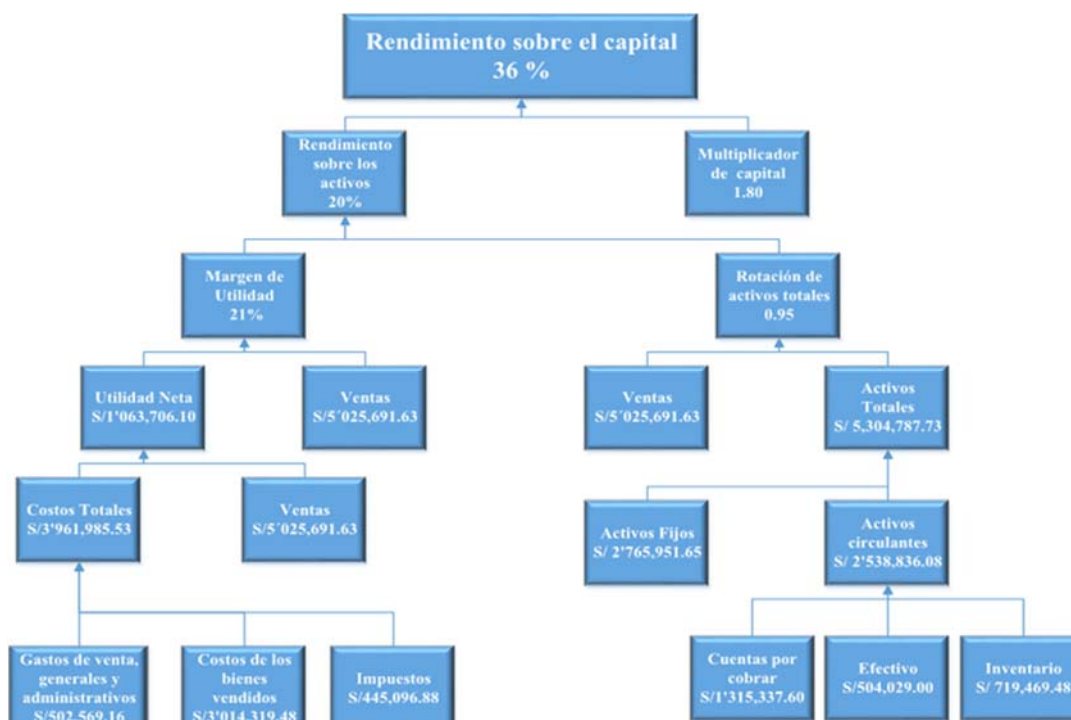 Rendimiento sobre el capital
36 %
Rendimiento
sobre los
activos
20%
Multiplicador
de capital
1.80
Margen de
Utilidad
21%
Rotación de
activos totales
0.95
Utilidad Neta
S/1'063,706.10
Ventas
S/5´025,691.63
Ventas
S/5´025,691.63
Activos
Totales
S/ 5,304,787.73
Costos Totales
S/3'961,985.53
Ventas
S/5´025,691.63
Activos Fijos
S/ 2'765,951.65
Activos
circulantes
S/ 2'538,836.08
Gastos de venta,
generales y
administrativos
S/502,569.16
Costos de los
bienes
vendidos
S/3'014,319.48
Impuestos
S/445,096.88
Cuentas por
cobrar
S/1'315,337.60
Efectivo
S/504,029.00
Inventario
S/ 719,469.48